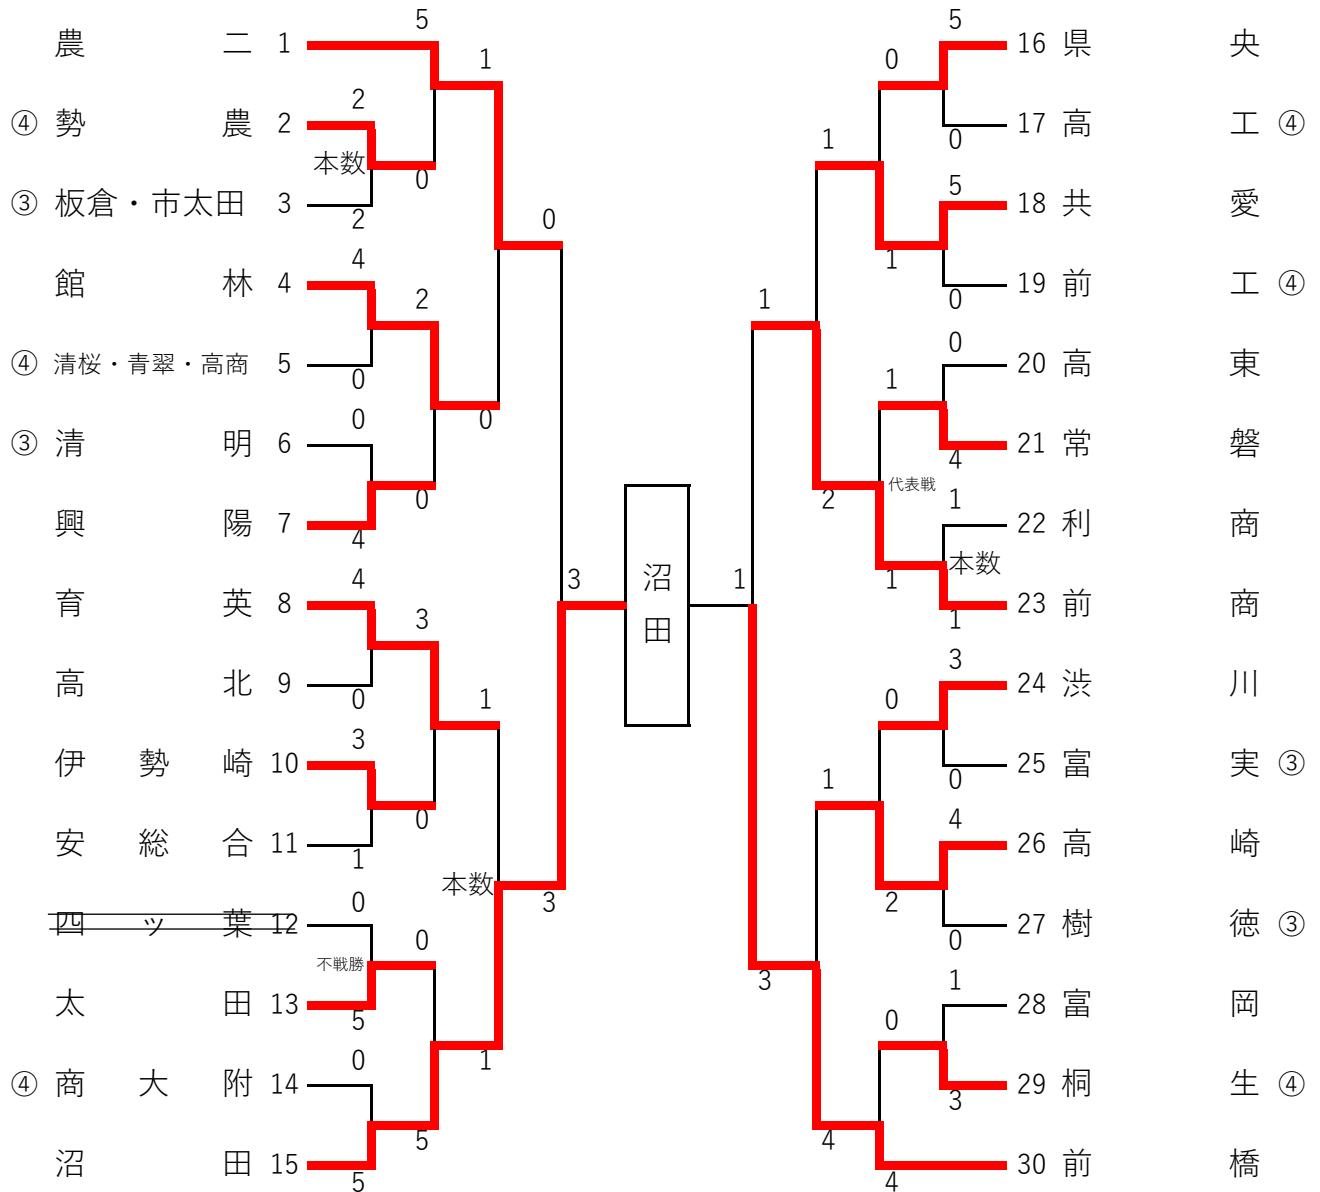 農二 1 5
1
④ 勢農 2 2
本数 0
③ 板倉・市太田 3 2
0
館林 4 4
2
④ 清桜・青翠・高商 5 0
0
③ 清明 6 0
0
興陽 7 4
育英 8 4
3
高北 9 0
1
伊勢崎 10 3
0
安総合 11 1
本数 3
四ッ葉 12 0
0
不戦勝
太田 13 5
1
④ 商大附 14 0
5
沼田 15 5
3
沼田
1
5 16 県央
0
0 17 高工 ④
1
5 18 共愛
1
0 19 前工 ④
1
0 20 高東
1
4 21 常磐
代表戦
2
1 22 利商
本数
1
1 23 前商
3 24 渋川
0
0 25 富実 ③
1
4 26 高崎
2
0 27 樹徳 ③
3
1 28 富岡
0
3 29 桐生 ④
4
4 30 前橋